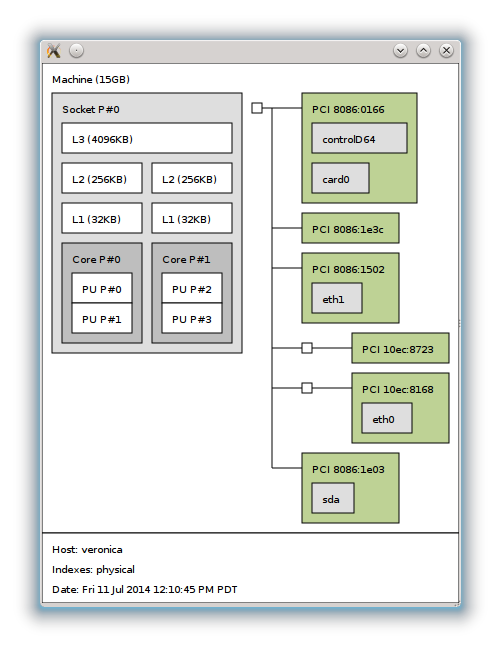 Machine (15GB)
Socket P#0
L3 (4096KB)
L2 (256KB) L2 (256KB)
L1 (32KB) L1 (32KB)
Core P#0 Core P#1
PU P#0 PU P#2
PU P#1 PU P#3
PCI 8086:0166
controlD64
card0
PCI 8086:1e3c
PCI 8086:1502
eth1
PCI 10ec:8723
PCI 10ec:8168
eth0
PCI 8086:1e03
sda
Host: veronica
Indexes: physical
Date: Fri 11 Jul 2014 12:10:45 PM PDT